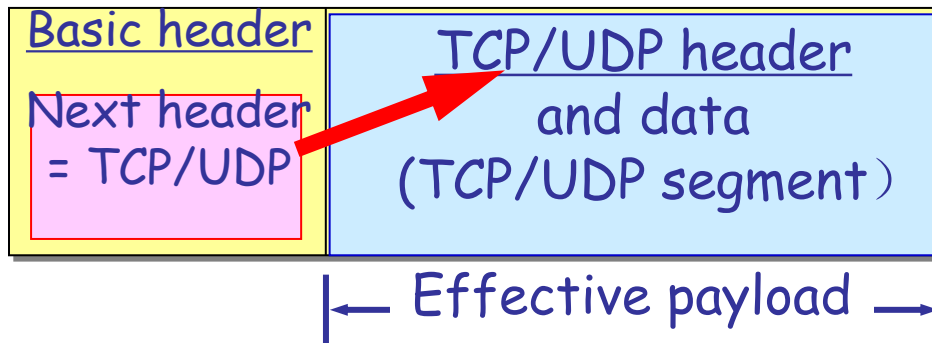 Basic header
Next header
= TCP/UDP
TCP/UDP header
and data
(TCP/UDP segment）
Effective payload